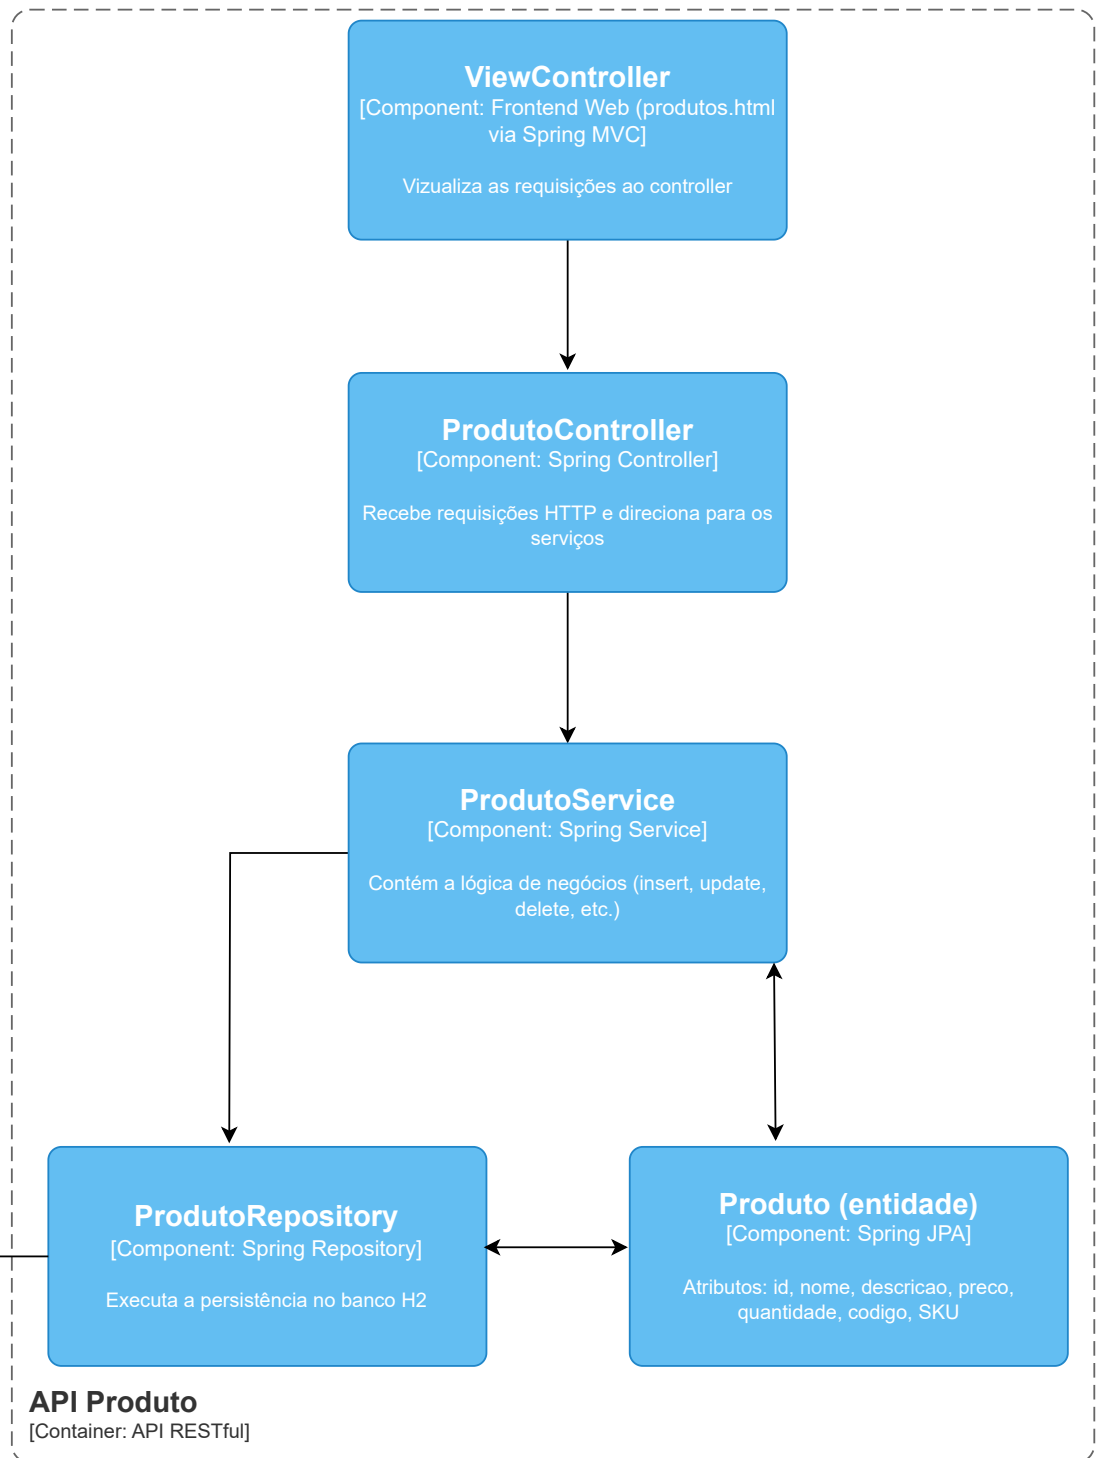 ViewController
[Component: Frontend Web (produtos.html
via Spring MVC]
Vizualiza as requisições ao controller
ProdutoController
[Component: Spring Controller]
Recebe requisições HTTP e direciona para os
serviços
ProdutoService
[Component: Spring Service]
Contém a lógica de negócios (insert, update,
delete, etc.)
ProdutoRepository
[Component: Spring Repository]
Executa a persistência no banco H2
Produto (entidade)
[Component: Spring JPA]
Atributos: id, nome, descricao, preco,
quantidade, codigo, SKU
API Produto
[Container: API RESTful]